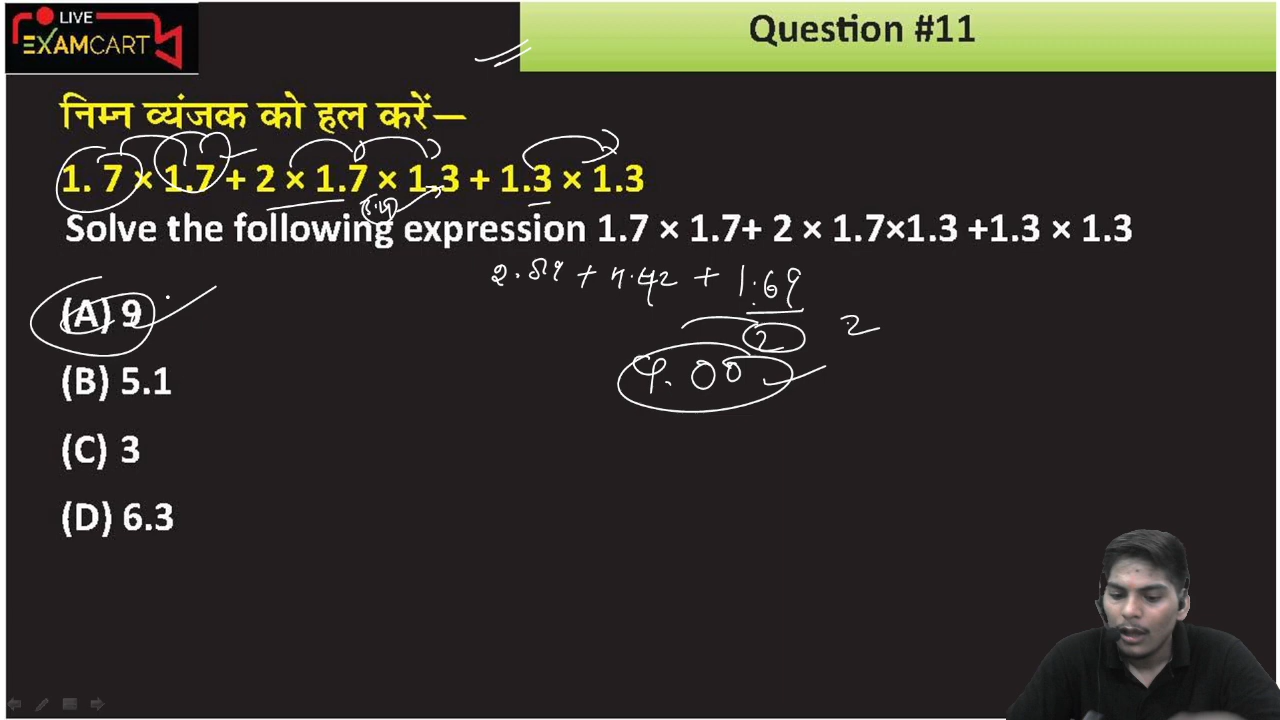 LIVE
EXAMCART
Question #11
निम्न व्यंजक को हल करें—
1. 7 × 1.7 + 2 × 1.7 × 1.3 + 1.3 × 1.3
Solve the following expression 1.7 × 1.7+ 2 × 1.7×1.3 +1.3 × 1.3
+ 4.42 + 1.69
(A) 9
2 2
9.00
(B) 5.1
(C) 3
(D) 6.3